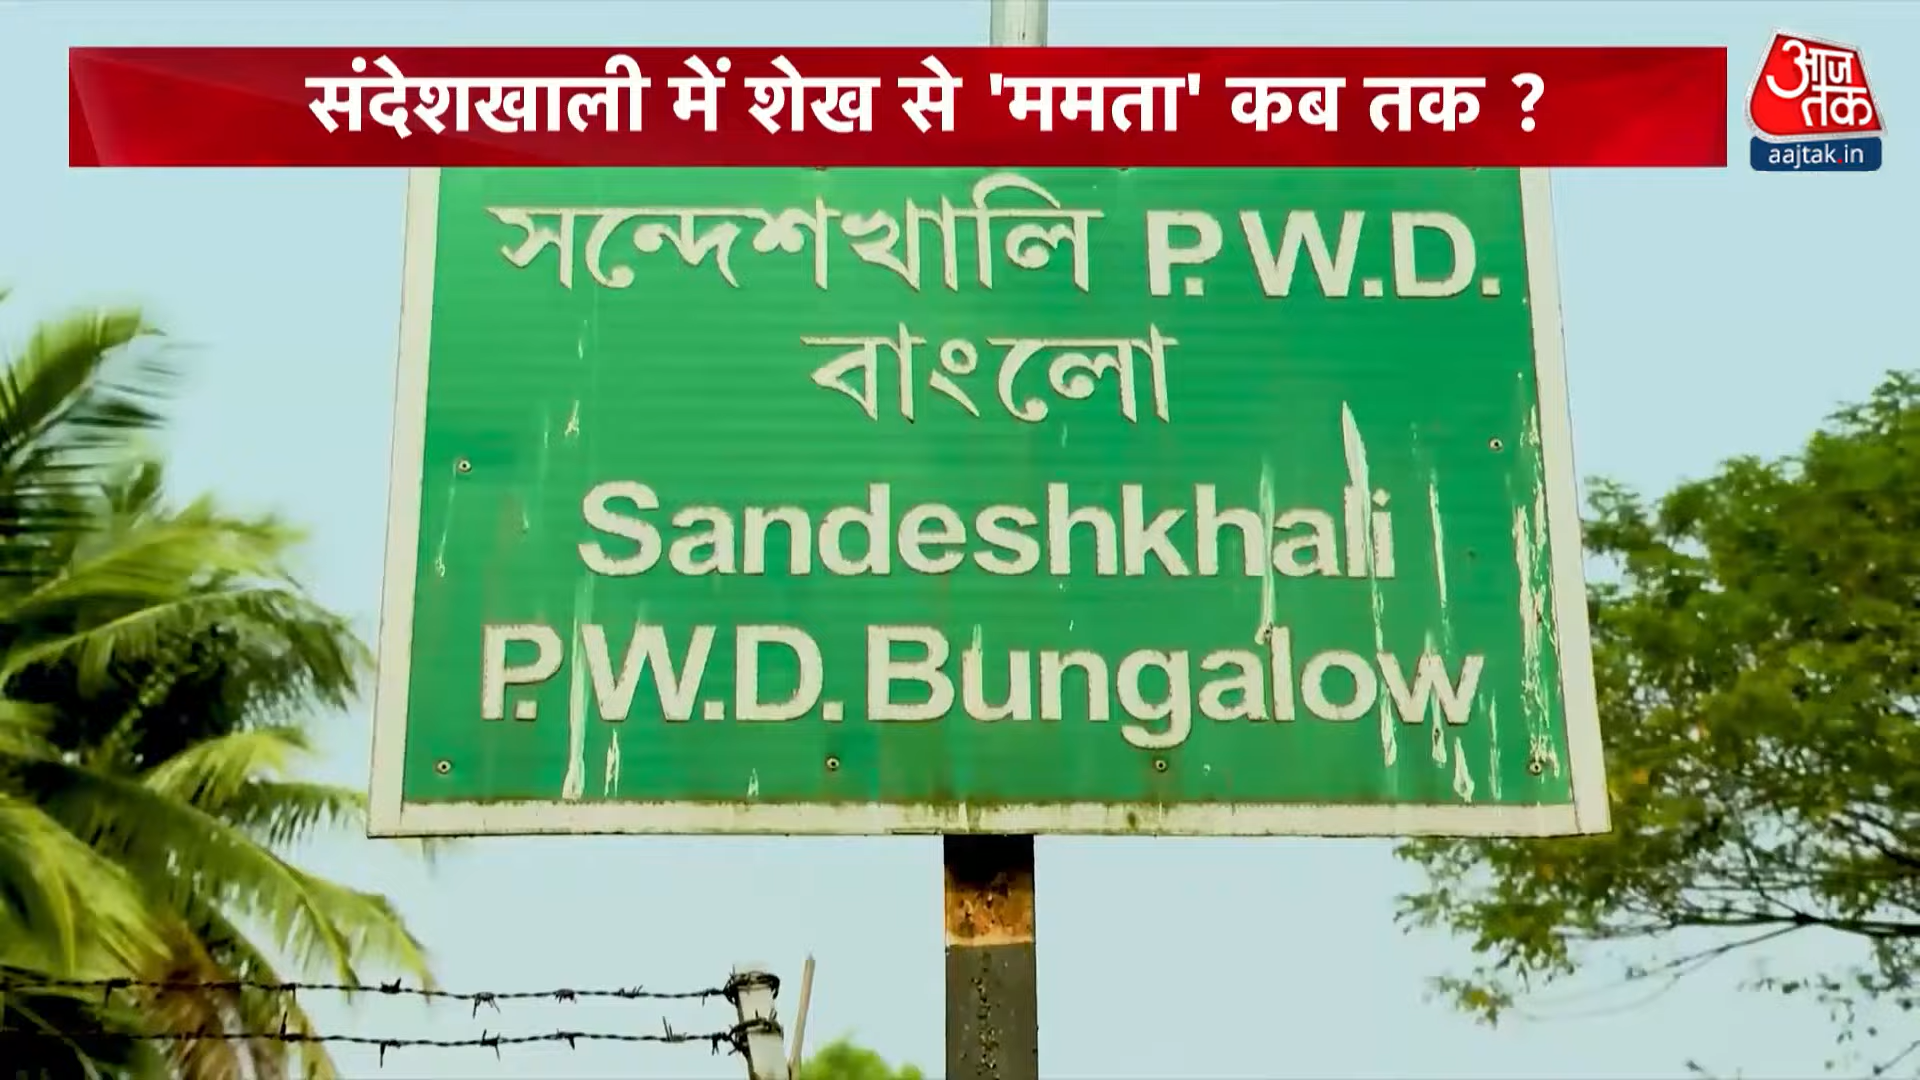 संदेशखाली में शेख से 'ममता' कब तक ?
आज
तक
aajtak.in
সন্দেশখালি P.W.D.
বাংলো
Sandeshkhali
P.W.D. Bungalow